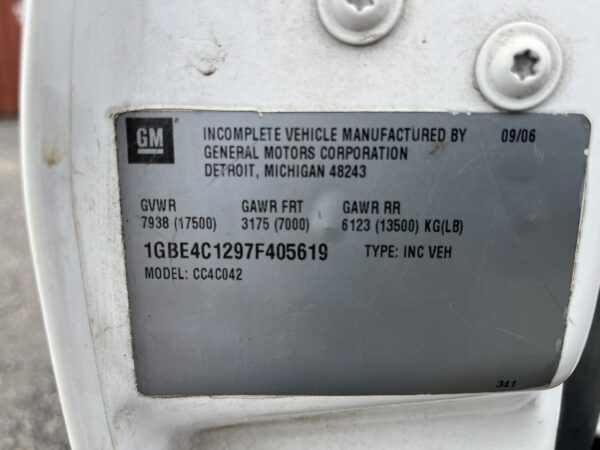 GM INCOMPLETE VEHICLE MANUFACTURED BY 09/06
GENERAL MOTORS CORPORATION
DETROIT, MICHIGAN 48243
GVWR GAWR FRT GAWR RR
7938 (17500) 3175 (7000) 6123 (13500) KG(LB)
1GBE4C1297F405619 TYPE: INC VEH
MODEL: CC4C042
341